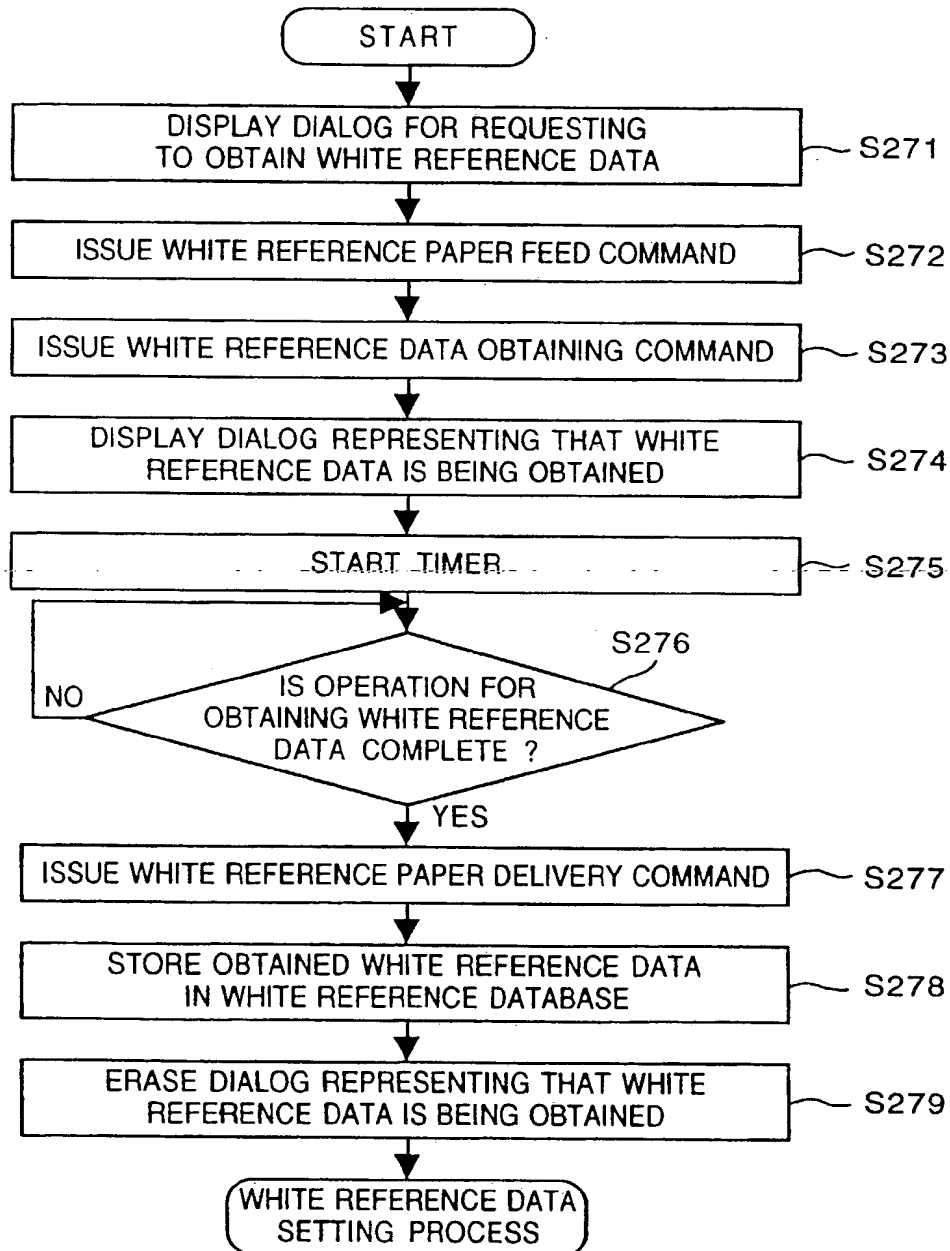 START
DISPLAY DIALOG FOR REQUESTING
TO OBTAIN WHITE REFERENCE DATA
S271
ISSUE WHITE REFERENCE PAPER FEED COMMAND
S272
ISSUE WHITE REFERENCE DATA OBTAINING COMMAND
S273
DISPLAY DIALOG REPRESENTING THAT WHITE
REFERENCE DATA IS BEING OBTAINED
S274
START TIMER
S275
S276
NO
IS OPERATION FOR
OBTAINING WHITE REFERENCE
DATA COMPLETE ?
YES
ISSUE WHITE REFERENCE PAPER DELIVERY COMMAND
S277
STORE OBTAINED WHITE REFERENCE DATA
IN WHITE REFERENCE DATABASE
S278
ERASE DIALOG REPRESENTING THAT WHITE
REFERENCE DATA IS BEING OBTAINED
S279
WHITE REFERENCE DATA
SETTING PROCESS